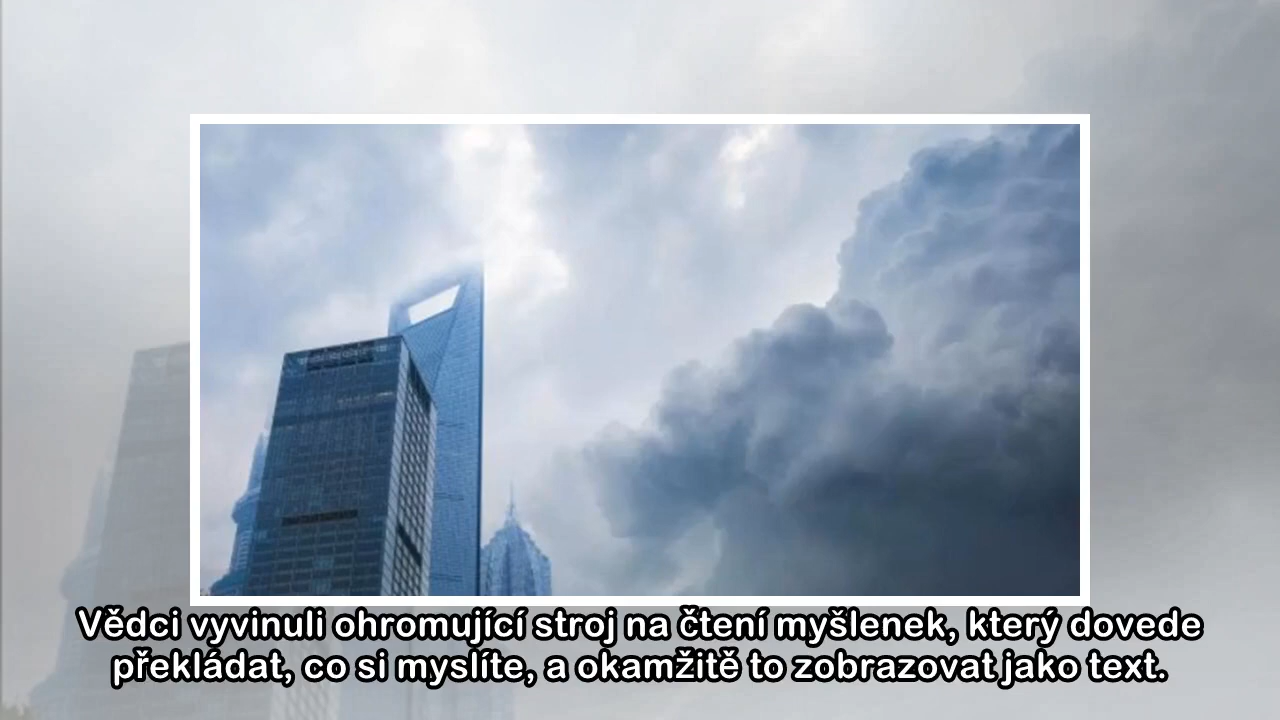 Vědci vyvinuli ohromující stroj na čtení myšlenek, který dovede
překládat, co si myslíte, a okamžitě to zobrazovat jako text.